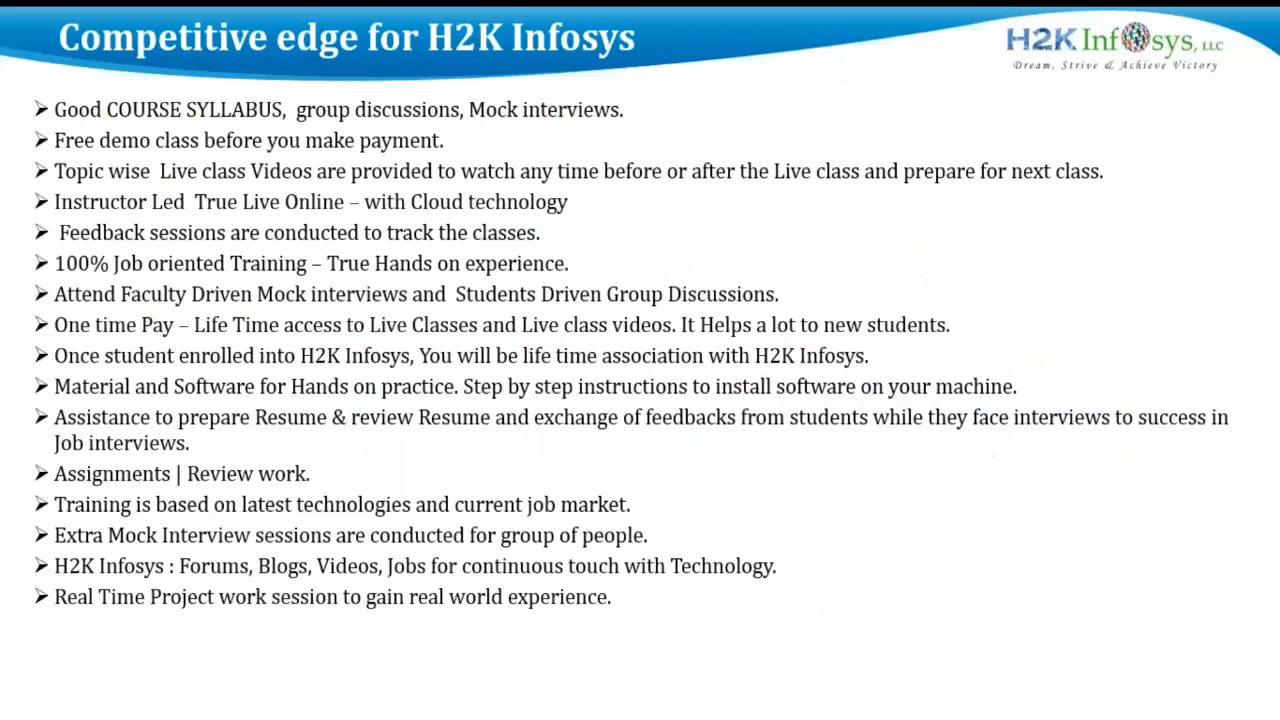 Competitive edge for H2K Infosys
H2K Infosys, LLC
Dream, Strive & Achieve Victory
Good COURSE SYLLABUS, group discussions, Mock interviews.
Free demo class before you make payment.
Topic wise Live class Videos are provided to watch any time before or after the Live class and prepare for next class.
Instructor Led True Live Online – with Cloud technology
Feedback sessions are conducted to track the classes.
100% Job oriented Training – True Hands on experience.
Attend Faculty Driven Mock interviews and Students Driven Group Discussions.
One time Pay – Life Time access to Live Classes and Live class videos. It Helps a lot to new students.
Once student enrolled into H2K Infosys, You will be life time association with H2K Infosys.
Material and Software for Hands on practice. Step by step instructions to install software on your machine.
Assistance to prepare Resume & review Resume and exchange of feedbacks from students while they face interviews to success in
Job interviews.
Assignments | Review work.
Training is based on latest technologies and current job market.
Extra Mock Interview sessions are conducted for group of people.
H2K Infosys : Forums, Blogs, Videos, Jobs for continuous touch with Technology.
Real Time Project work session to gain real world experience.